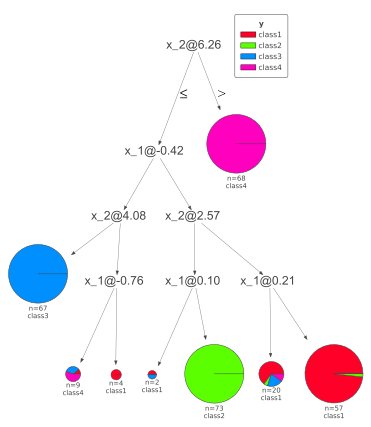 y
class1
class2
class3
class4
x_2@6.26
≤
>
x_1@-0.42
n=68
class4
x_2@4.08
x_2@2.57
n=67
class3
x_1@-0.76
x_1@0.10
x_1@0.21
n=9
class4
n=4
class1
n=2
class1
n=73
class2
n=20
class1
n=57
class1